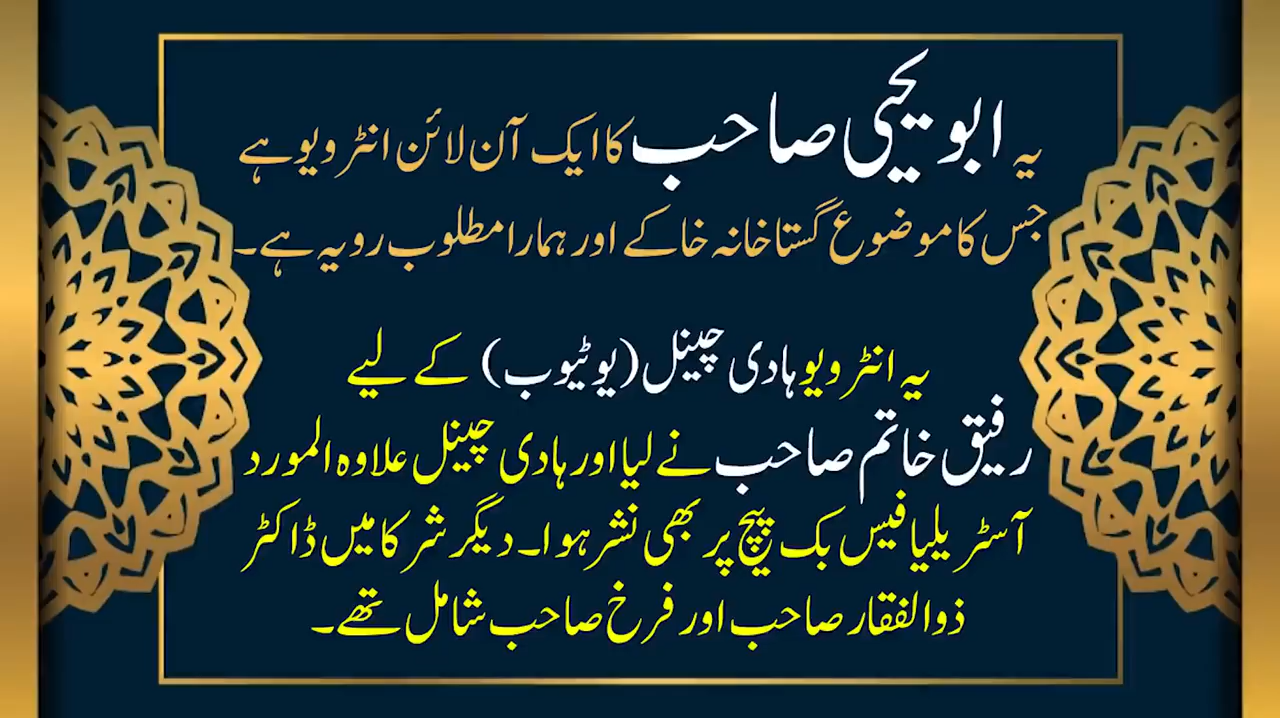 یہ ابویحییٰ صاحب کا ایک آن لائن انٹرویو ہے
جس کا موضوع گستاخانہ خاکے اور ہمارا مطلوب رویہ ہے۔
یہ انٹرویو ہادی چینل (یوٹیوب) کے لیے
رفیق خاتم صاحب نے لیا اور ہادی چینل علاوہ المورد
آسٹریلیا فیس بک پیج پر بھی نشر ہوا۔ دیگر شرکا میں ڈاکٹر
ذوالفقار صاحب اور فرخ صاحب شامل تھے۔